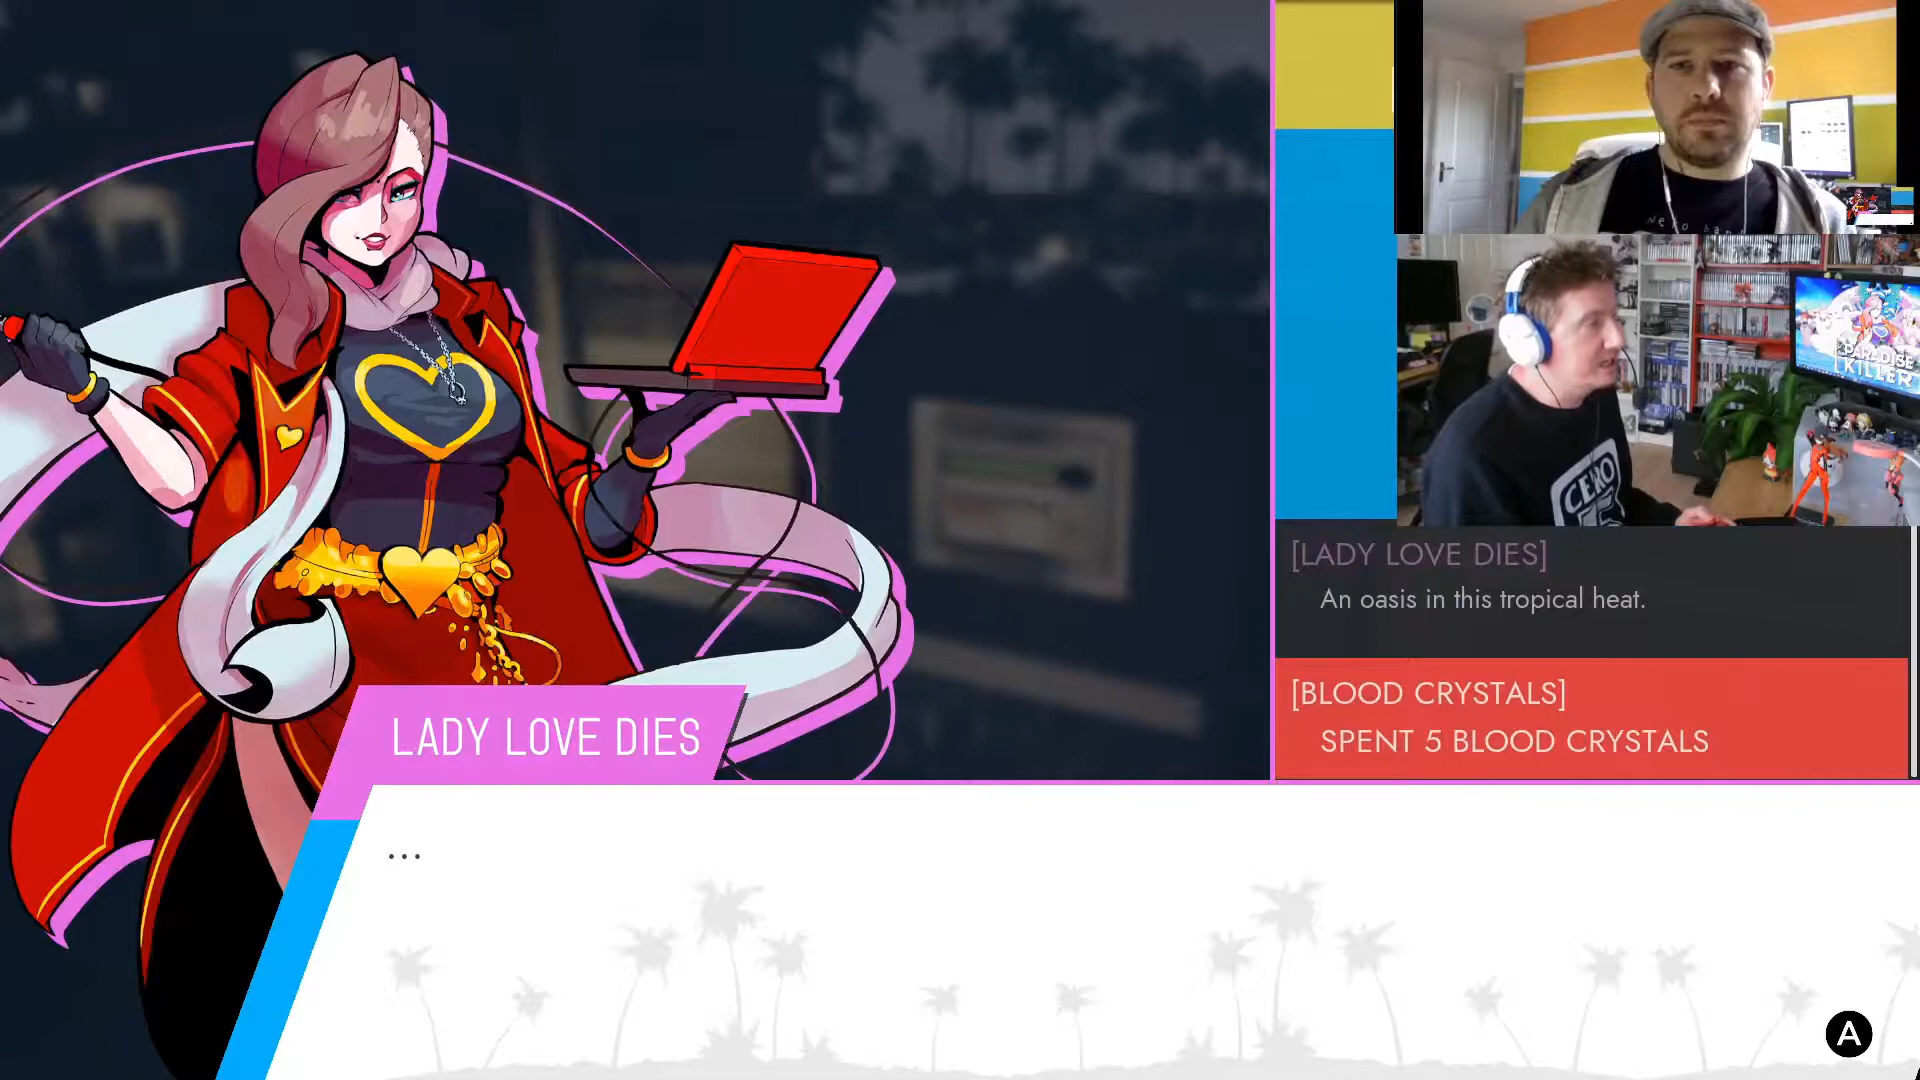 [LADY LOVE DIES]
An oasis in this tropical heat.
[BLOOD CRYSTALS]
SPENT 5 BLOOD CRYSTALS
LADY LOVE DIES
...
A
PARADISE
KILLER
CERO